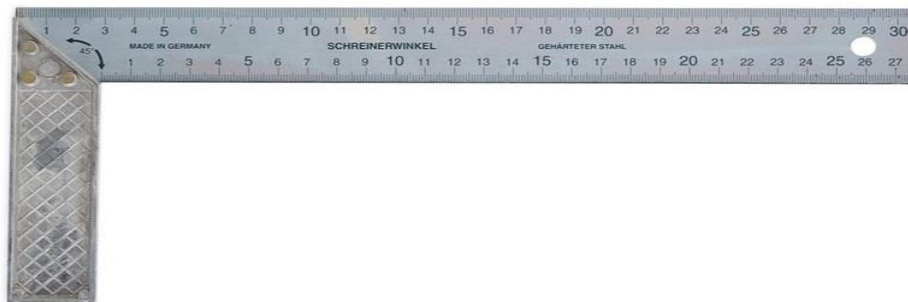 1 2 3 4 5 6 7 8 9 10 11 12 13 14 15 16 17 18 19 20 21 22 23 24 25 26 27 28 29 30
45° MADE IN GERMANY SCHREINERWINKEL GEHÄRTETER STAHL
1 2 3 4 5 6 7 8 9 10 11 12 13 14 15 16 17 18 19 20 21 22 23 24 25 26 27